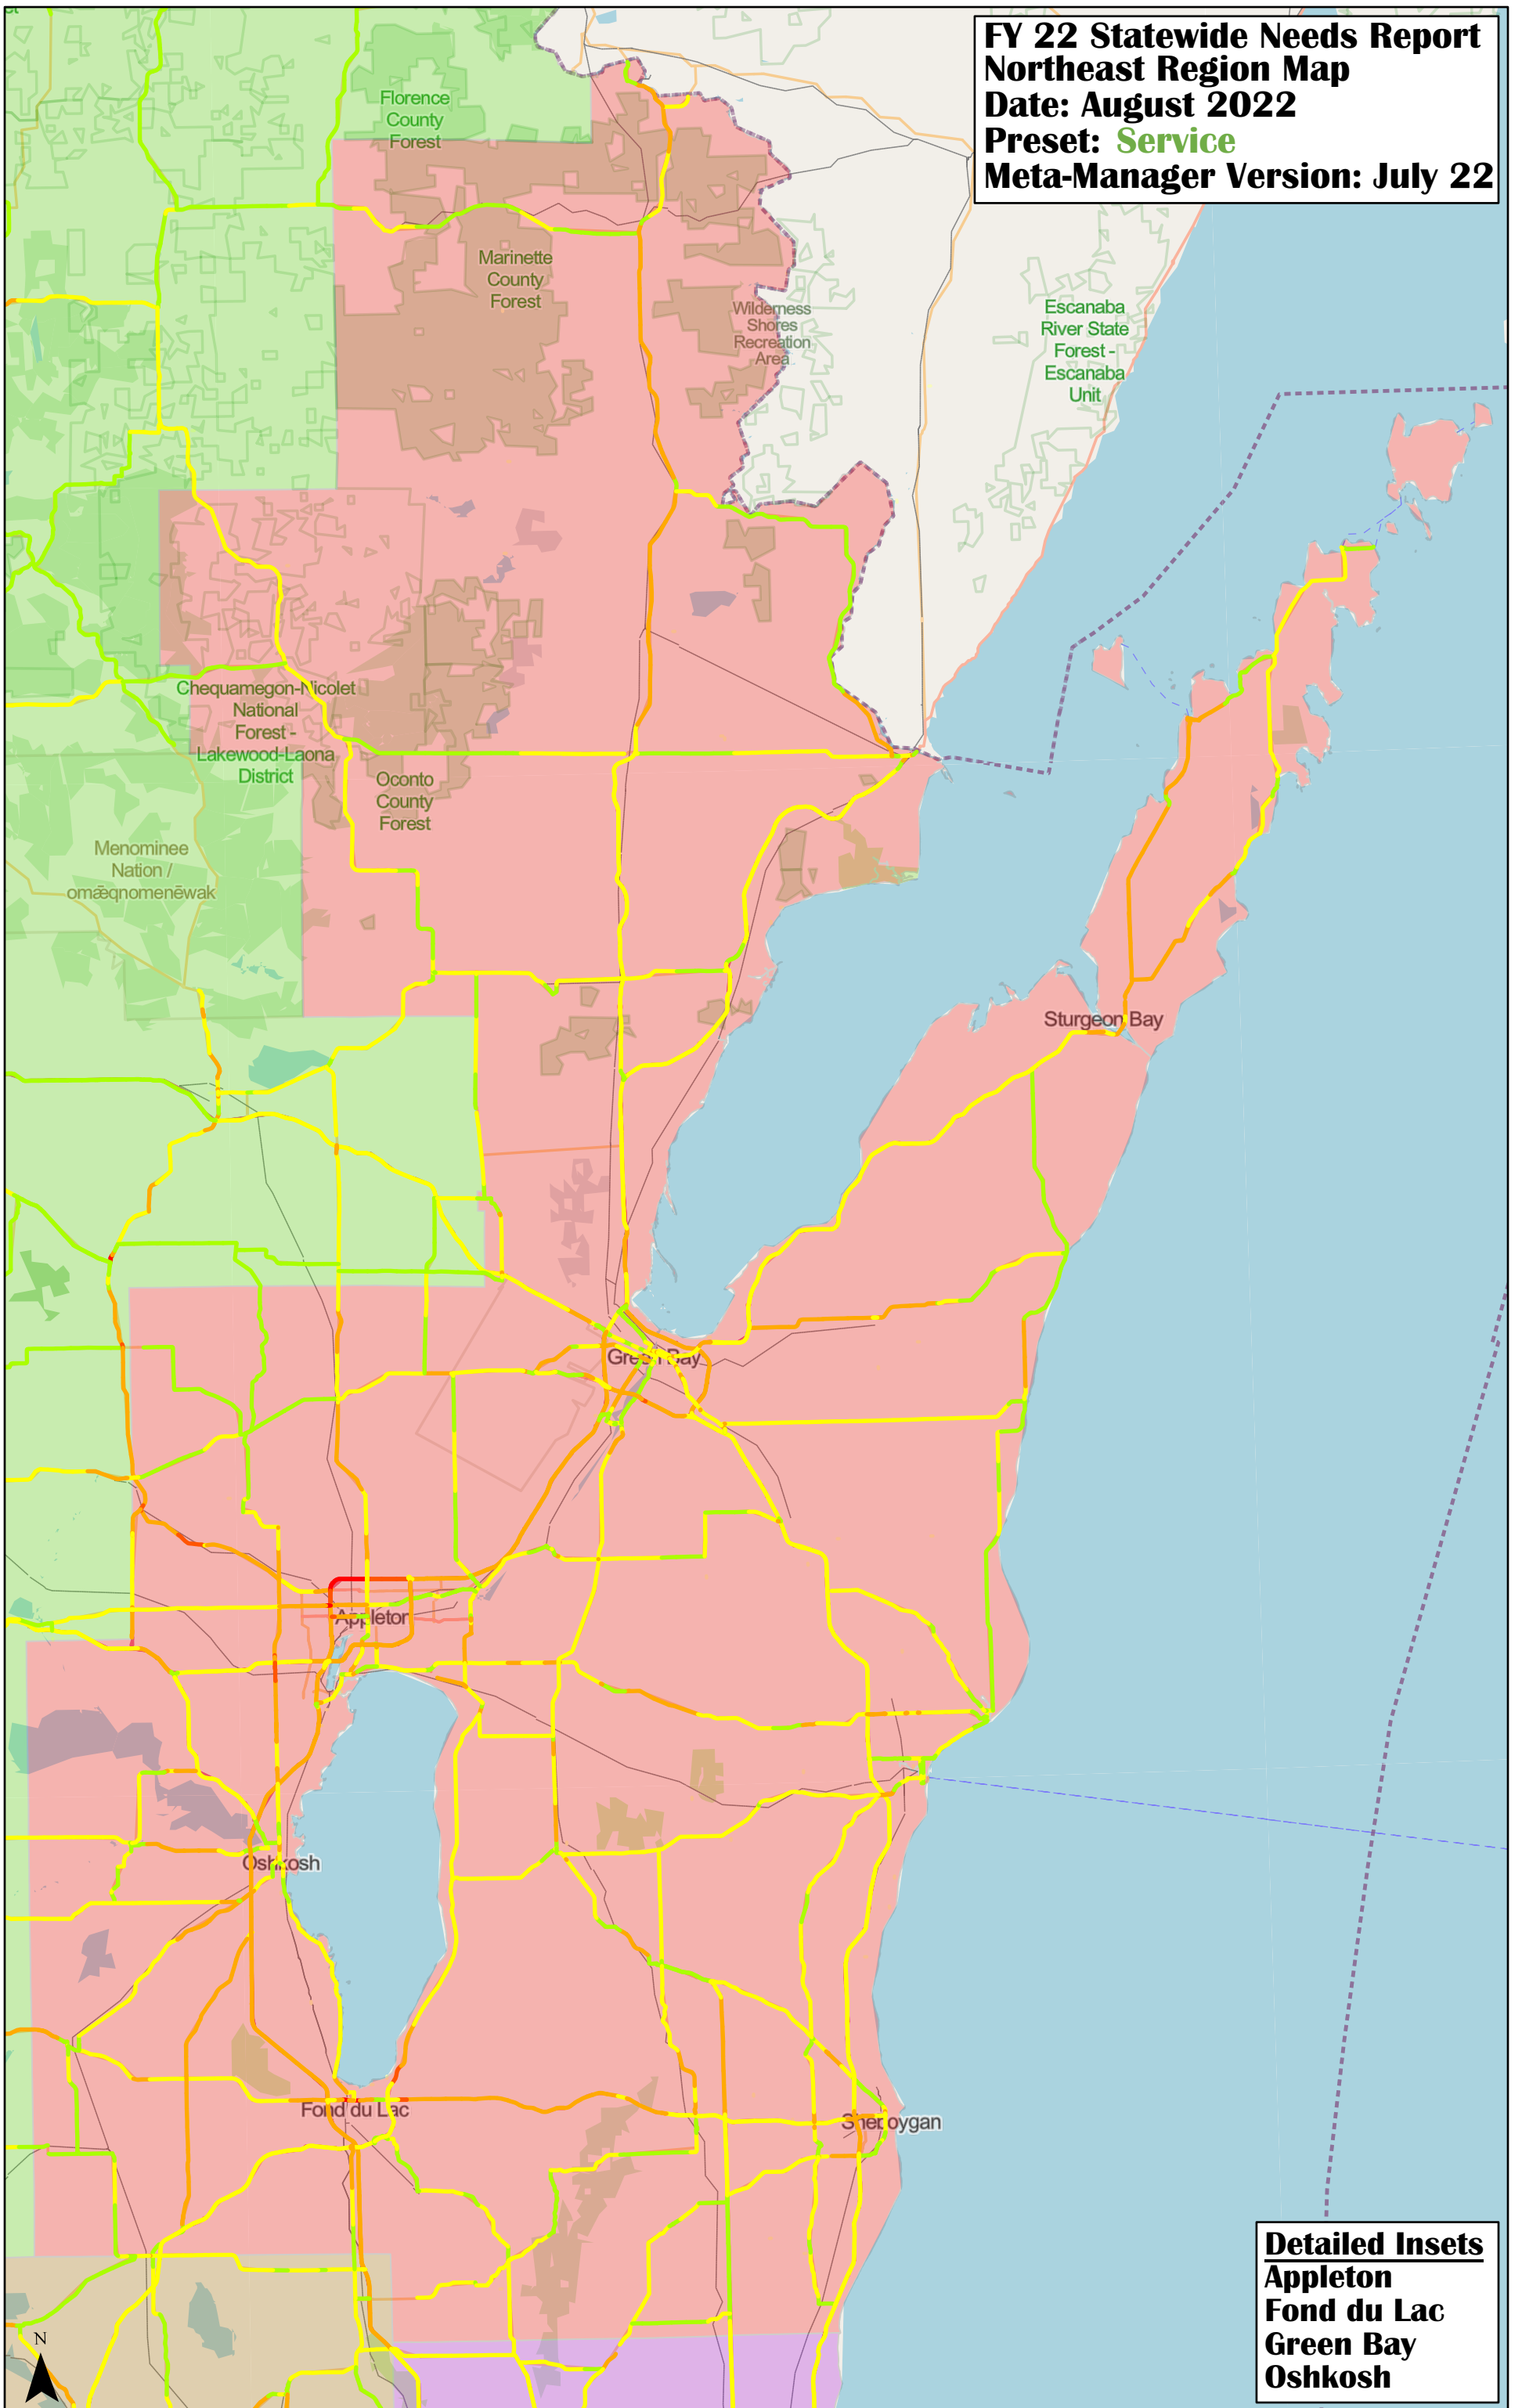 FY 22 Statewide Needs Report
Northeast Region Map
Date: August 2022
Preset: Service
Meta-Manager Version: July 22
Florence
County
Forest
Marinette
County
Forest
Wilderness
Shores
Recreation
Area
Escanaba
River State
Forest -
Escanaba
Unit
Chequamegon-Nicolet
National
Forest -
Lakewood-Laona
District
Oconto
County
Forest
Menominee
Nation /
omæqnomenēwak
Sturgeon Bay
Green Bay
Appleton
Oshkosh
Fond du Lac
Sheboygan
N
Detailed Insets
Appleton
Fond du Lac
Green Bay
Oshkosh